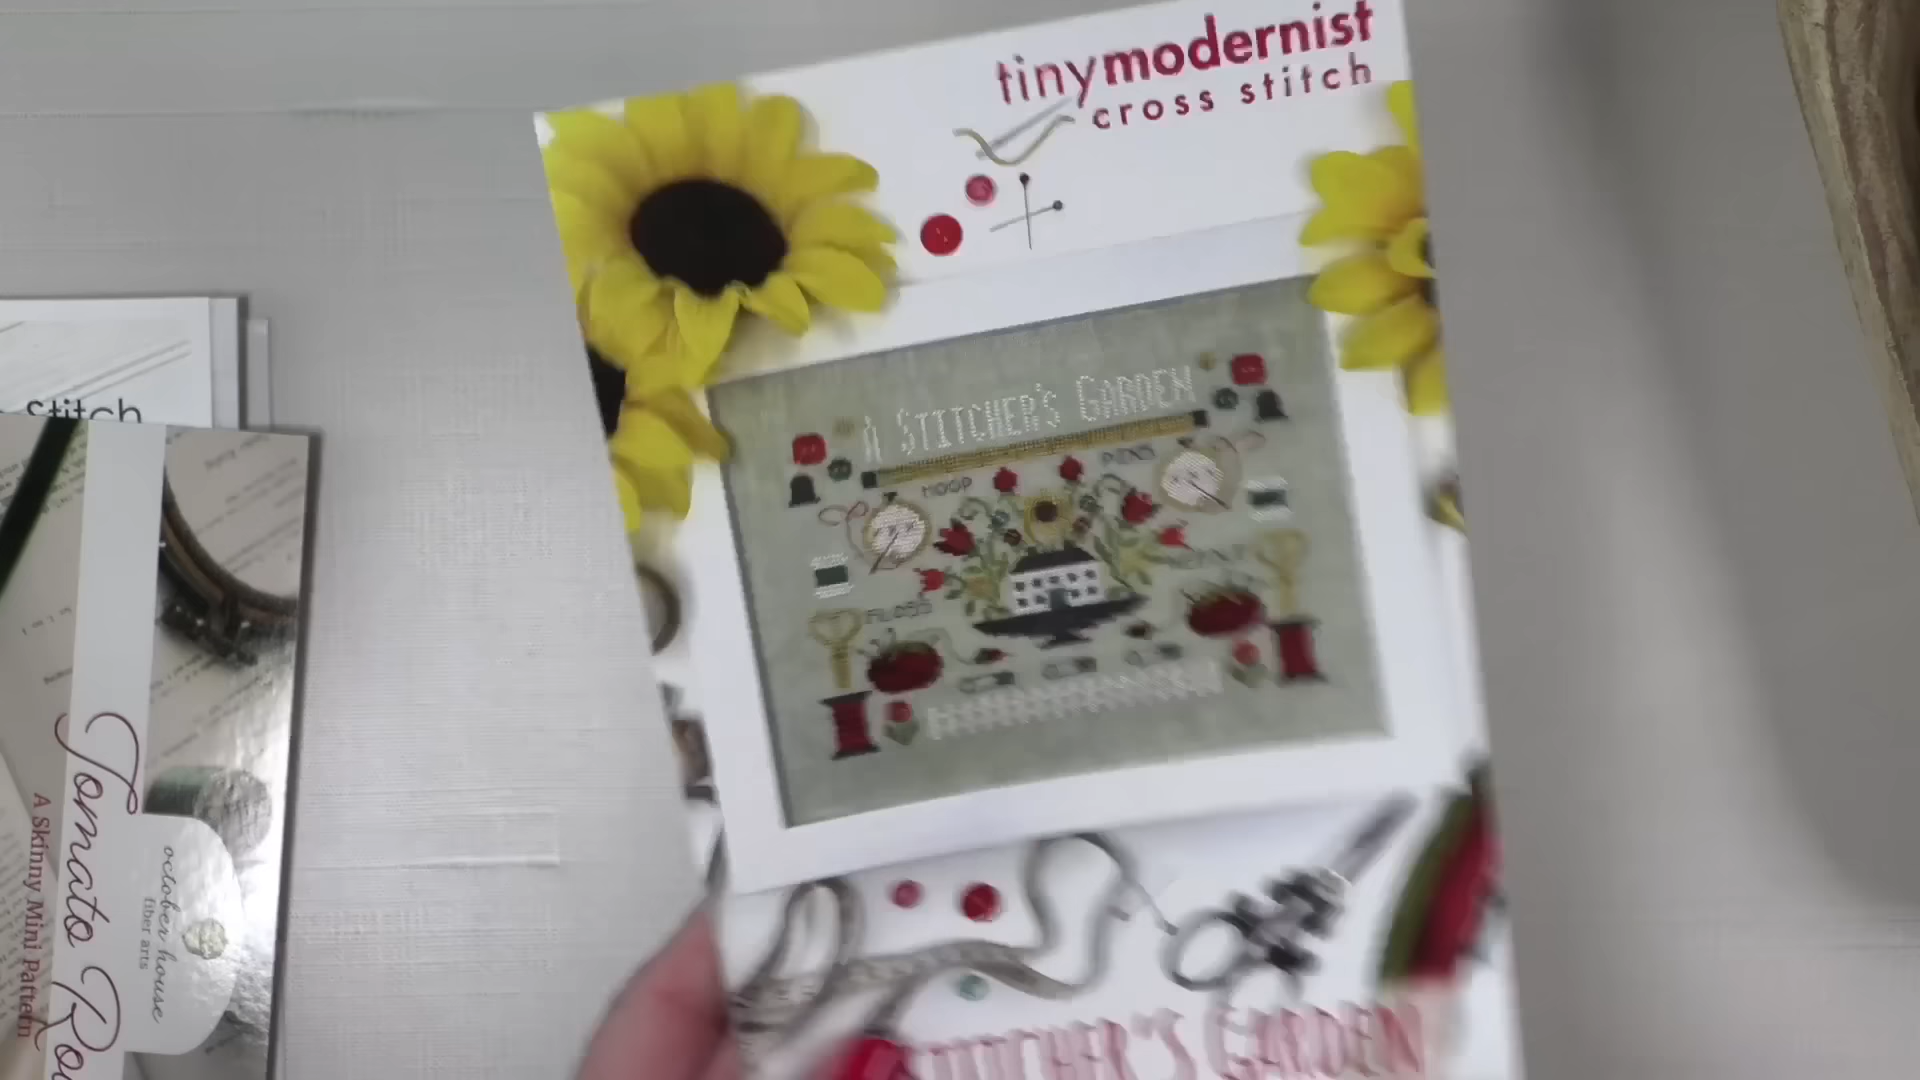 tinymodernist
cross stitch
A STITCHER'S GARDEN
PINS
HOOP
FLOSS
STITCHER'S GARDEN
stitch
Tomato
A Skinny Mini Pattern
october house
fiber arts